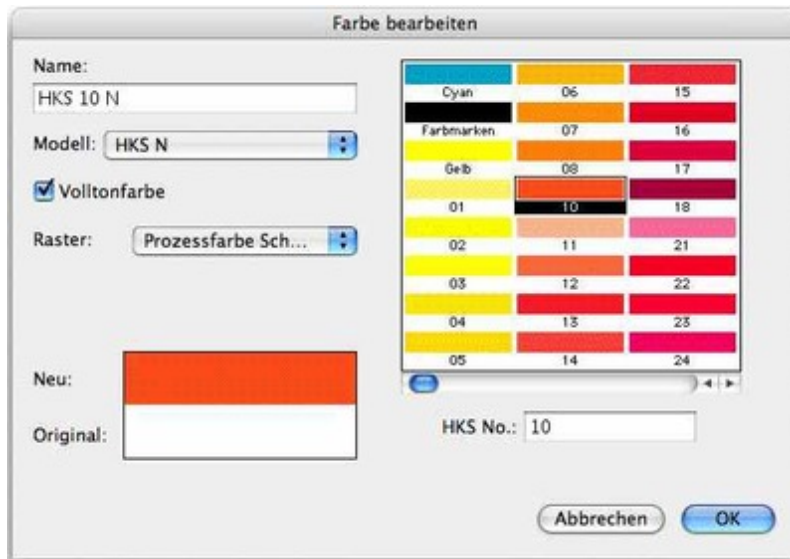 Farbe bearbeiten
Name:
HKS 10 N
Modell: HKS N
Volltonfarbe
Raster: Prozessfarbe Sch...
Neu:
Original:
Cyan 06 15
Farbmarken 07 16
Gelb 08 17
01 10 18
02 11 21
03 12 22
04 13 23
05 14 24
HKS No.: 10
Abbrechen OK